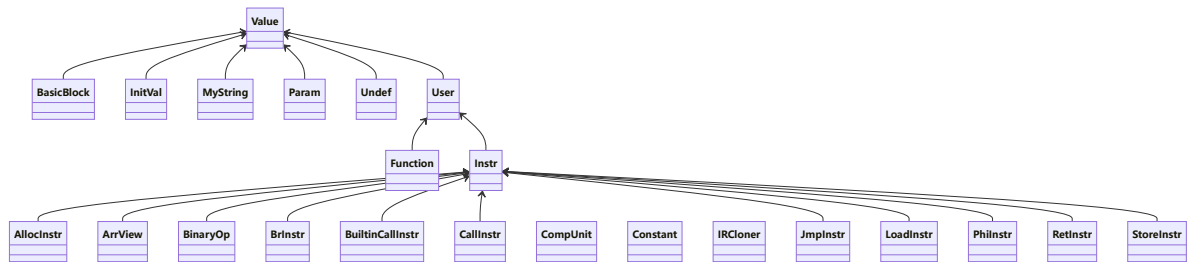 Value
BasicBlock InitVal MyString Param Undef User
Function Instr
AllocInstr ArrView BinaryOp BrInstr BuiltinCallInstr CallInstr CompUnit Constant IRCloner JmpInstr LoadInstr PhiInstr RetInstr StoreInstr